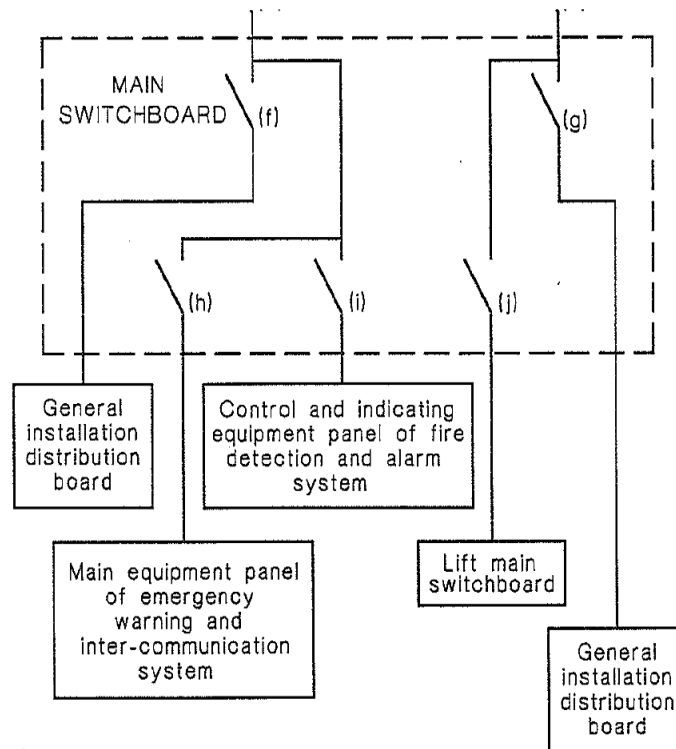 MAIN
SWITCHBOARD
(f)
(g)
(h)
(i)
(j)
General
installation
distribution
board
Control and indicating
equipment panel of fire
detection and alarm
system
Main equipment panel
of emergency
warning and
inter-communication
system
Lift main
switchboard
General
installation
distribution
board